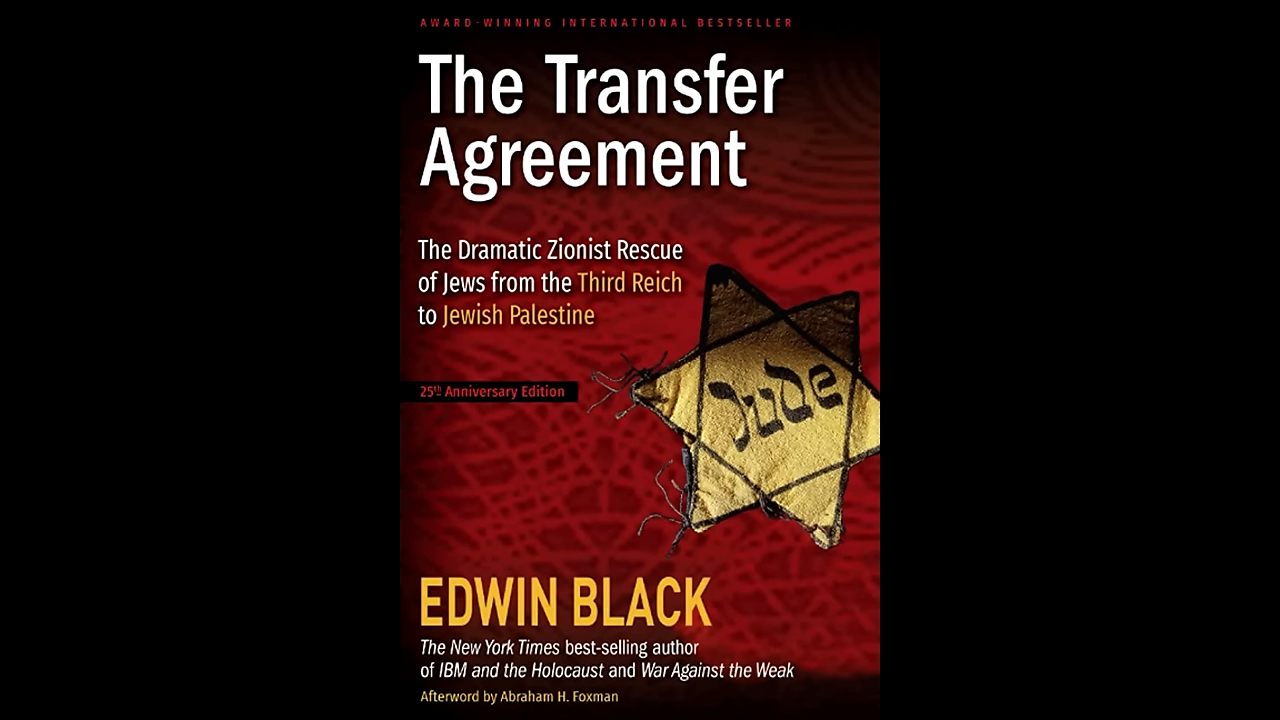 AWARD-WINNING INTERNATIONAL BESTSELLER
The Transfer
Agreement
The Dramatic Zionist Rescue
of Jews from the Third Reich
to Jewish Palestine
25th Anniversary Edition
Jude
EDWIN BLACK
The New York Times best-selling author
of IBM and the Holocaust and War Against the Weak
Afterword by Abraham H. Foxman